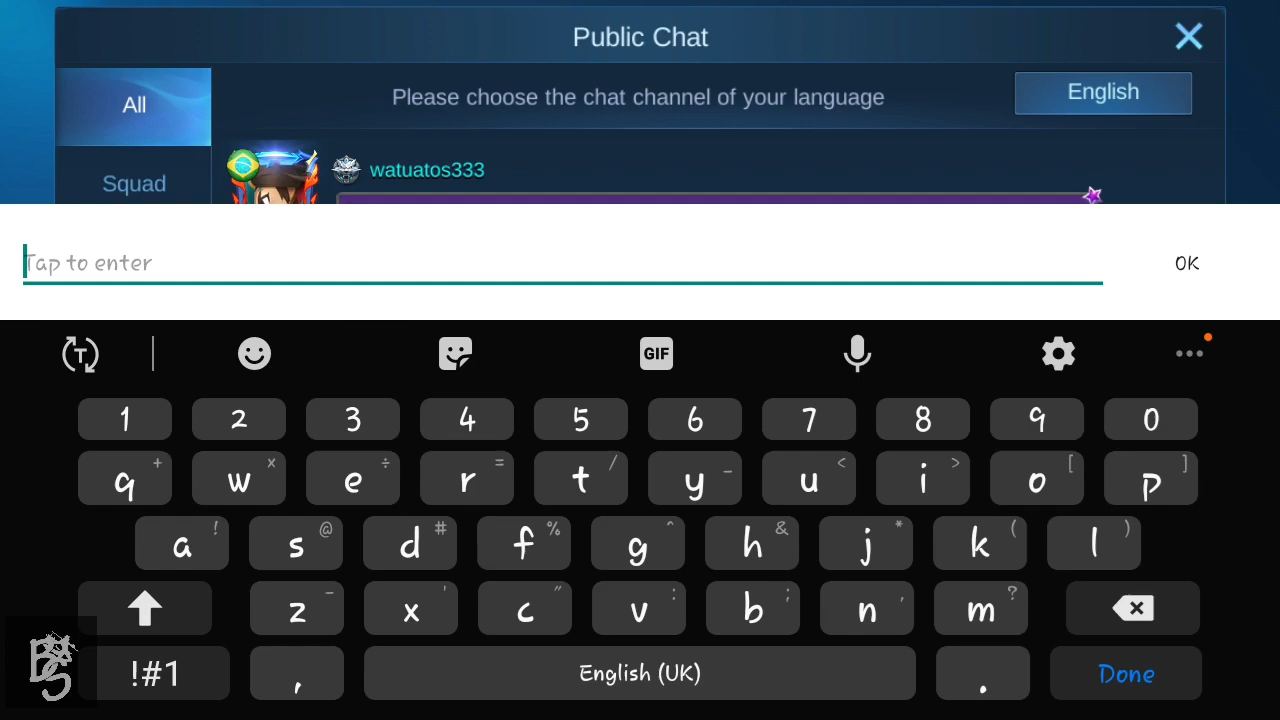 Public Chat
All
Please choose the chat channel of your language
English
watuatos333
Squad
Tap to enter
OK
T
GIF
1 2 3 4 5 6 7 8 9 0
+ × ÷ = / _ < > [ ]
q w e r t y u i o p
! @ # % ^ & * ( )
a s d f g h j k l
- ' " : ; , ?
z x c v b n m
!#1 , English (UK) . Done